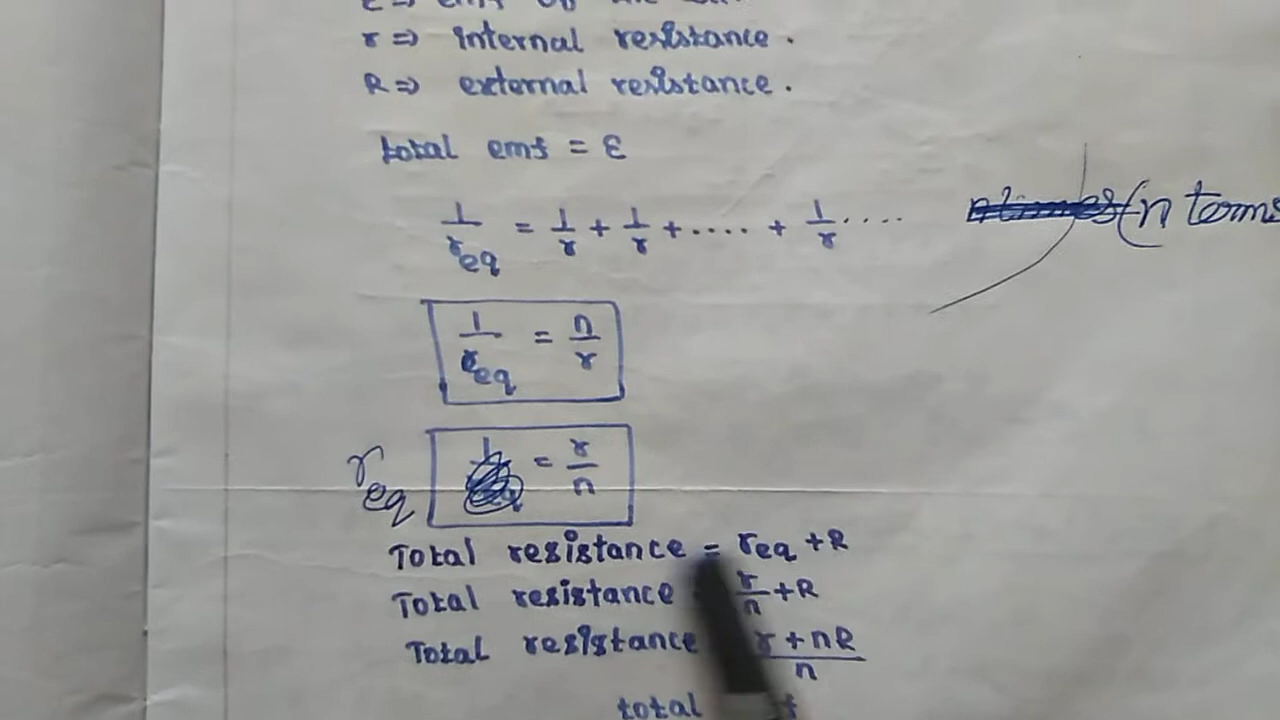 r => internal resistance.
R => external resistance.
total emf = ε
1/r_eq = 1/r + 1/r + .... + 1/r .... (n terms
1/r_eq = n/r
r_eq = r/n
Total resistance = r_eq + R
Total resistance r/n + R
Total resistance r + nR / n
total